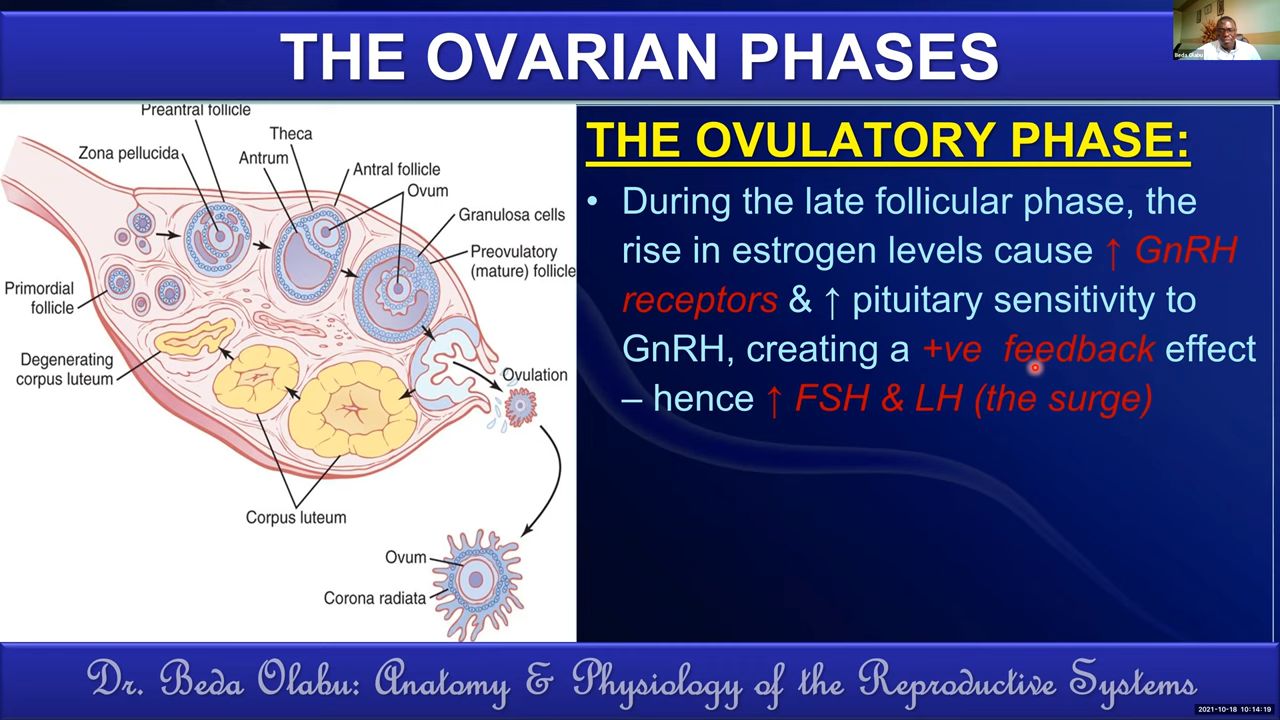 THE OVARIAN PHASES
Beda Olabu
Preantral follicle
Theca
Zona pellucida
Antrum
Antral follicle
Ovum
Granulosa cells
Preovulatory
(mature) follicle
Primordial
follicle
Degenerating
corpus luteum
Ovulation
Corpus luteum
Ovum
Corona radiata
THE OVULATORY PHASE:
• During the late follicular phase, the
rise in estrogen levels cause ↑ GnRH
receptors & ↑ pituitary sensitivity to
GnRH, creating a +ve feedback effect
– hence ↑ FSH & LH (the surge)
Dr. Beda Olabu: Anatomy & Physiology of the Reproductive Systems
2021-10-18 10:14:19